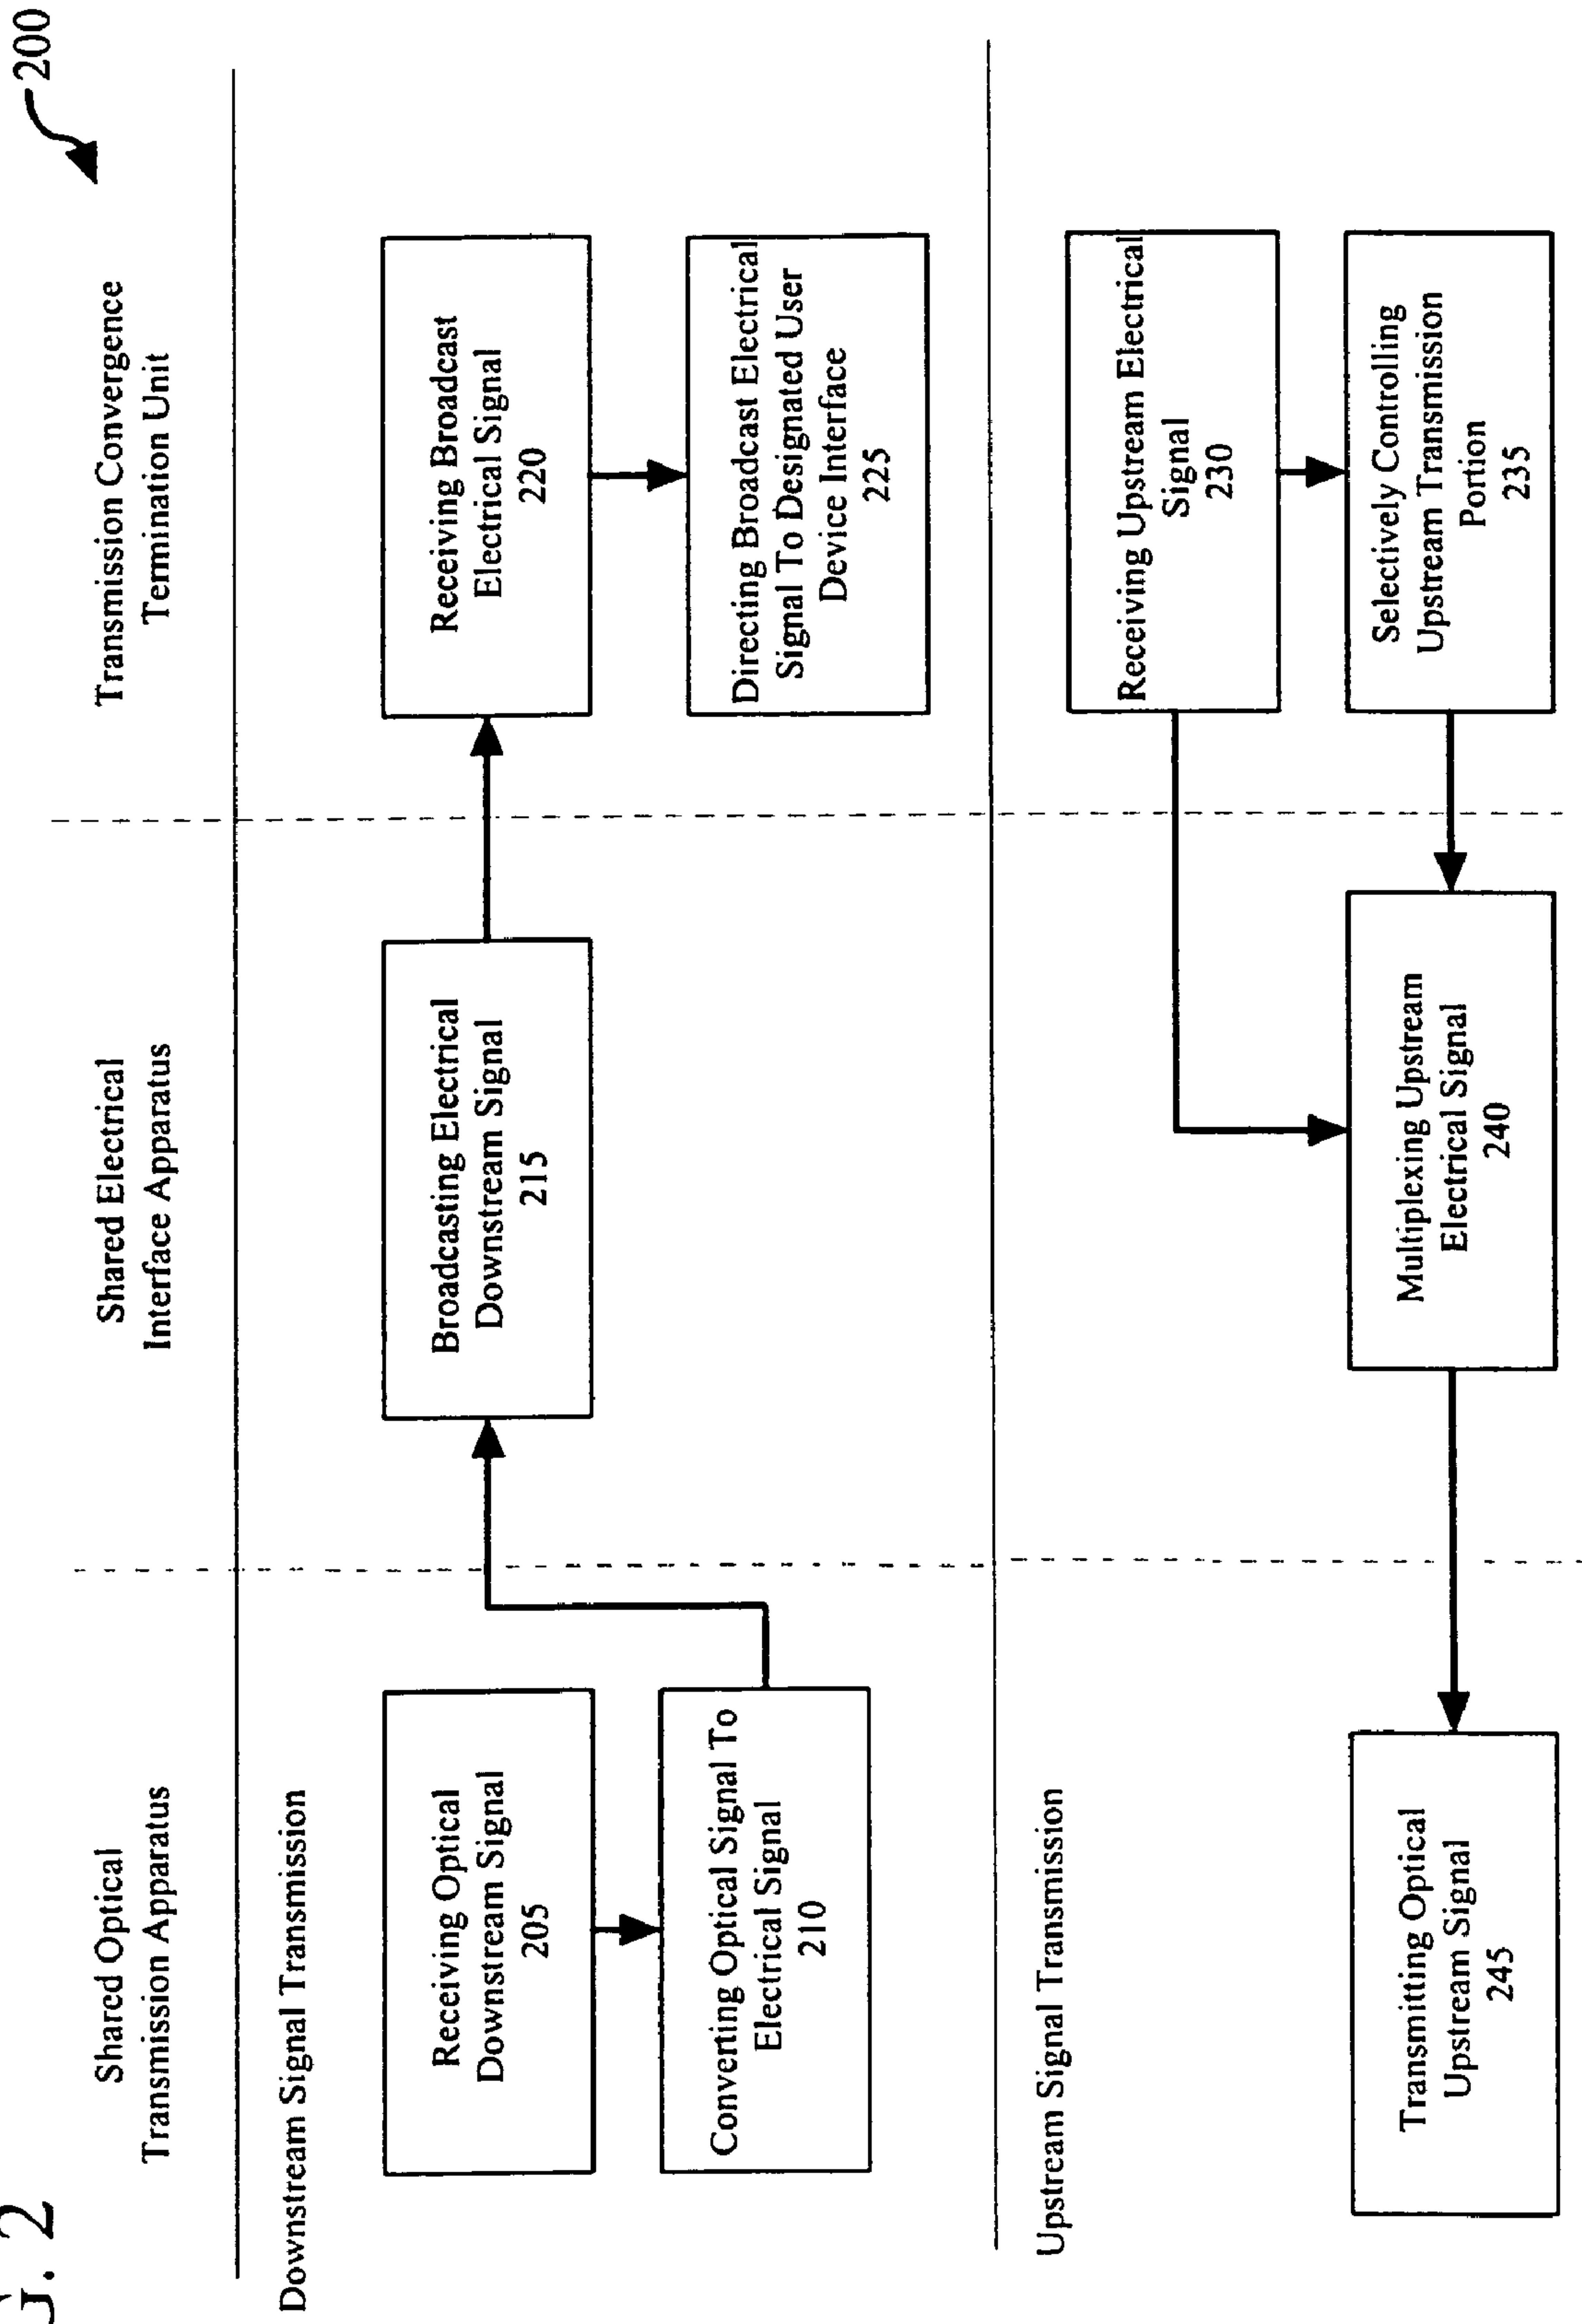 G. 2
200
Shared Optical
Transmission Apparatus
Shared Electrical
Interface Apparatus
Transmission Convergence
Termination Unit
Downstream Signal Transmission
Receiving Optical
Downstream Signal
205
Converting Optical Signal To
Electrical Signal
210
Broadcasting Electrical
Downstream Signal
215
Receiving Broadcast
Electrical Signal
220
Directing Broadcast Electrical
Signal To Designated User
Device Interface
225
Upstream Signal Transmission
Receiving Upstream Electrical
Signal
230
Selectively Controlling
Upstream Transmission
Portion
235
Multiplexing Upstream
Electrical Signal
240
Transmitting Optical
Upstream Signal
245